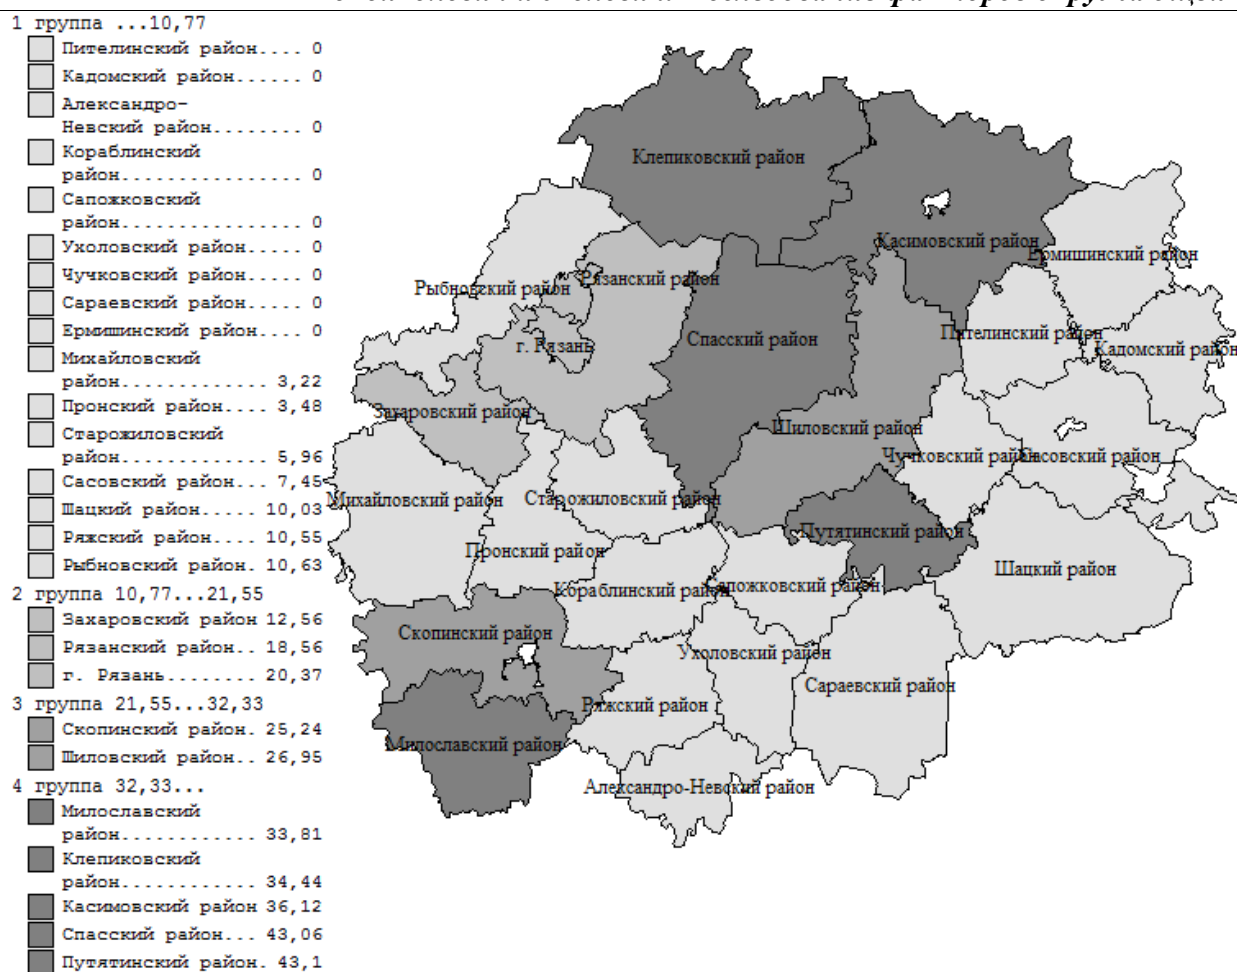 1 группа ...10,77
Пителинский район.... 0
Кадомский район...... 0
Александро-
Невский район........ 0
Кораблинский
район................ 0
Сапожковский
район................ 0
Ухоловский район..... 0
Чучковский район..... 0
Сараевский район..... 0
Ермишинский район.... 0
Михайловский
район............. 3,22
Пронский район.... 3,48
Старожиловский
район............. 5,96
Сасовский район... 7,45
Шацкий район..... 10,03
Ряжский район.... 10,55
Рыбновский район. 10,63
2 группа 10,77...21,55
Захаровский район 12,56
Рязанский район.. 18,56
г. Рязань........ 20,37
3 группа 21,55...32,33
Скопинский район. 25,24
Шиловский район.. 26,95
4 группа 32,33...
Милославский
район............ 33,81
Клепиковский
район............ 34,44
Касимовский район 36,12
Спасский район... 43,06
Путятинский район. 43,1
Клепиковский район
Касимовский район
Ермишинский район
Рязанский район
Рыбновский район
г. Рязань
Спасский район
Пителинский район
Кадомский район
Захаровский район
Шиловский район
Чучковский район
Сасовский район
Михайловский район
Старожиловский район
Путятинский район
Пронский район
Шацкий район
Кораблинский район
Сапожковский район
Скопинский район
Ухоловский район
Сараевский район
Ряжский район
Милославский район
Александро-Невский район